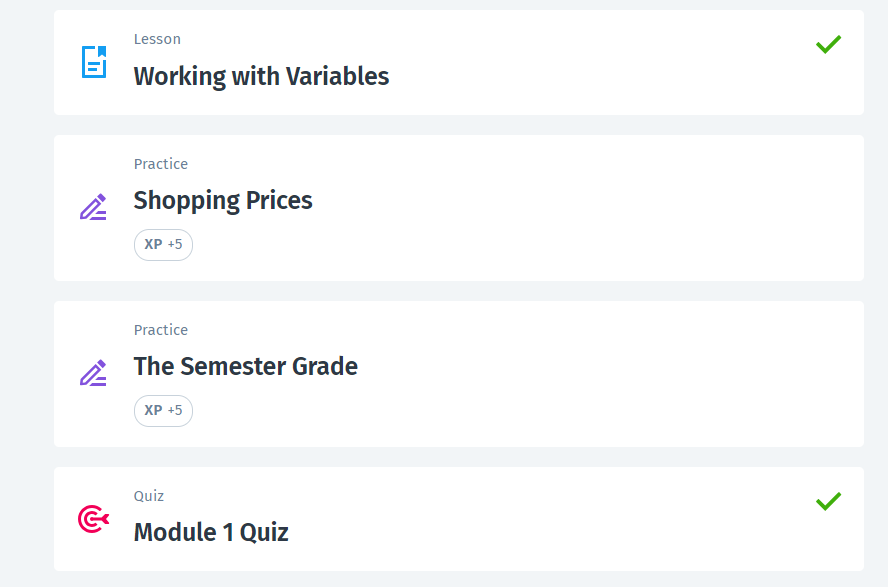 Lesson
Working with Variables
Practice
Shopping Prices
XP +5
Practice
The Semester Grade
XP +5
Quiz
Module 1 Quiz